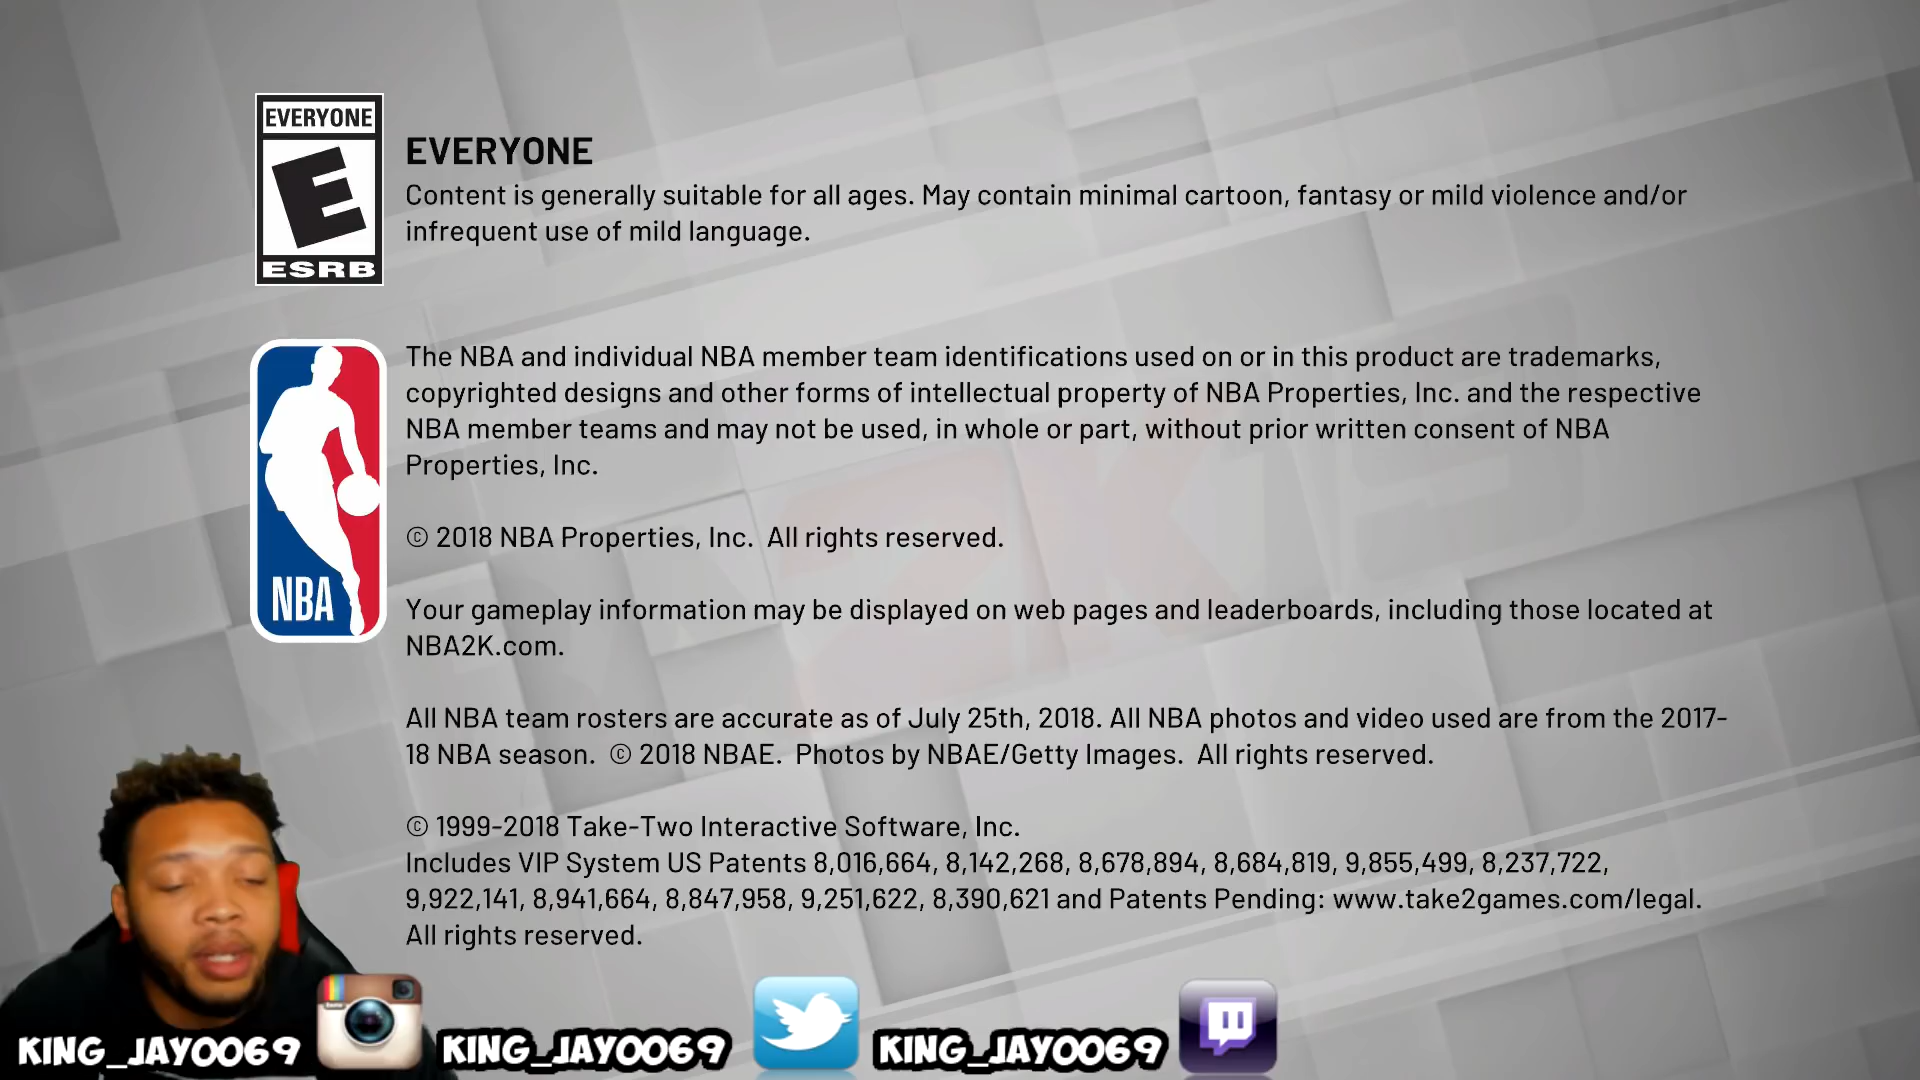 EVERYONE
E
ESRB
EVERYONE
Content is generally suitable for all ages. May contain minimal cartoon, fantasy or mild violence and/or
infrequent use of mild language.
NBA
The NBA and individual NBA member team identifications used on or in this product are trademarks,
copyrighted designs and other forms of intellectual property of NBA Properties, Inc. and the respective
NBA member teams and may not be used, in whole or part, without prior written consent of NBA
Properties, Inc.
© 2018 NBA Properties, Inc. All rights reserved.
Your gameplay information may be displayed on web pages and leaderboards, including those located at
NBA2K.com.
All NBA team rosters are accurate as of July 25th, 2018. All NBA photos and video used are from the 2017-
18 NBA season. © 2018 NBAE. Photos by NBAE/Getty Images. All rights reserved.
© 1999-2018 Take-Two Interactive Software, Inc.
Includes VIP System US Patents 8,016,664, 8,142,268, 8,678,894, 8,684,819, 9,855,499, 8,237,722,
9,922,141, 8,941,664, 8,847,958, 9,251,622, 8,390,621 and Patents Pending: www.take2games.com/legal.
All rights reserved.
KING_JAY0069 KING_JAY0069 KING_JAY0069